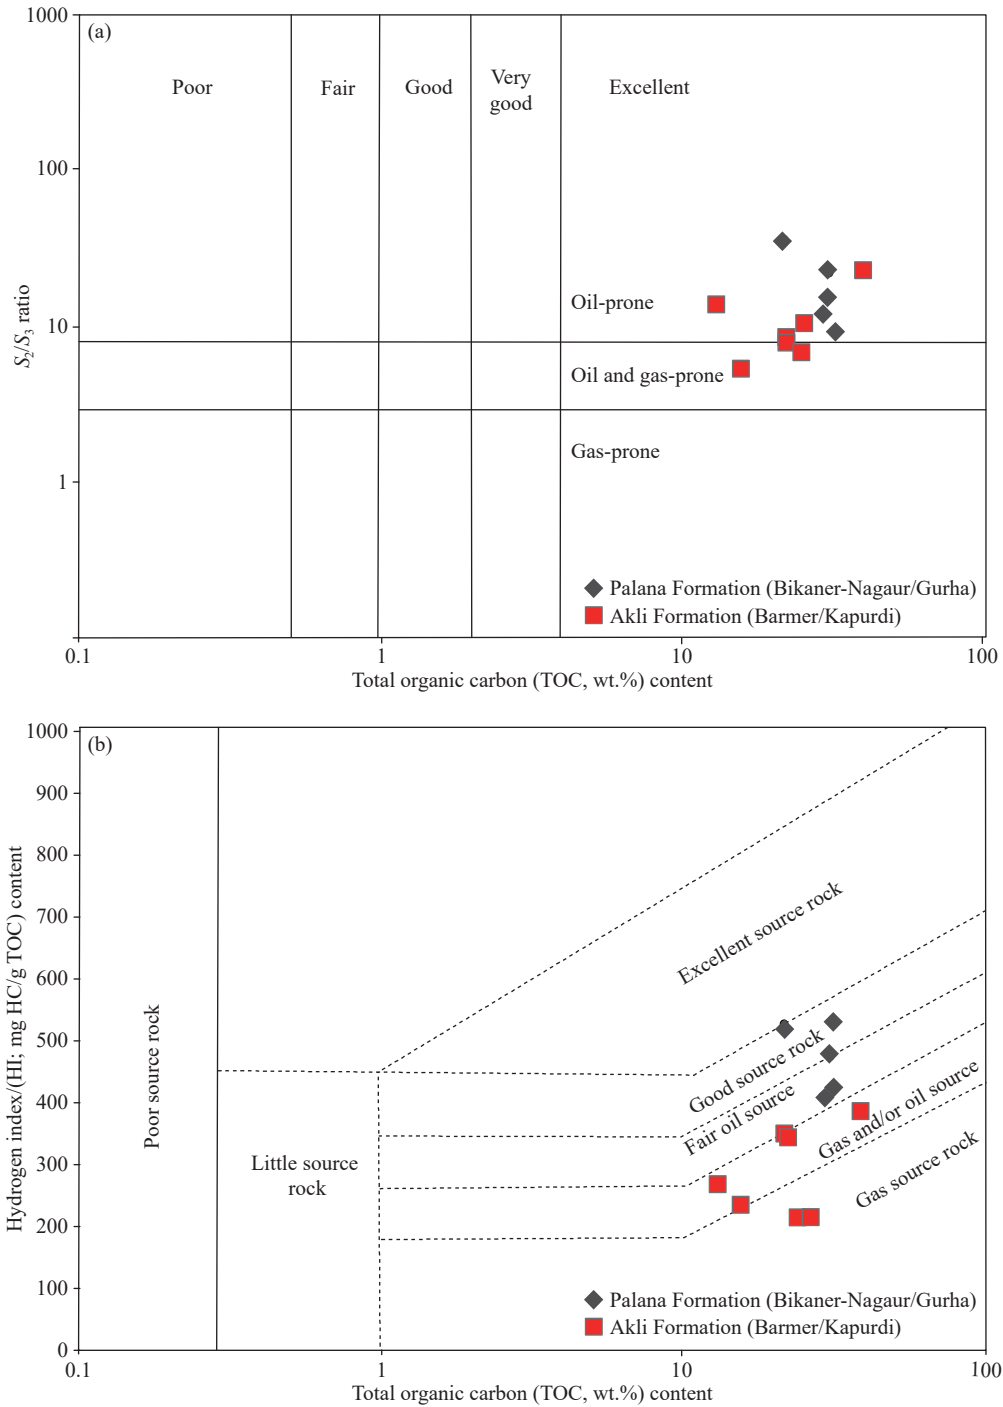 1000
(a)
Poor
Fair
Good
Very
good
Excellent
100
Oil-prone
10
Oil and gas-prone
Gas-prone
1
S2/S3 ratio
Palana Formation (Bikaner-Nagaur/Gurha)
Akli Formation (Barmer/Kapurdi)
0.1
1
10
100
Total organic carbon (TOC, wt.%) content
1000
(b)
900
800
700
600
500
400
300
200
100
0
Hydrogen index/(HI; mg HC/g TOC) content
Poor source rock
Little source
rock
Excellent source rock
Good source rock
Fair oil source
Gas and/or oil source
Gas source rock
Palana Formation (Bikaner-Nagaur/Gurha)
Akli Formation (Barmer/Kapurdi)
0.1
1
10
100
Total organic carbon (TOC, wt.%) content